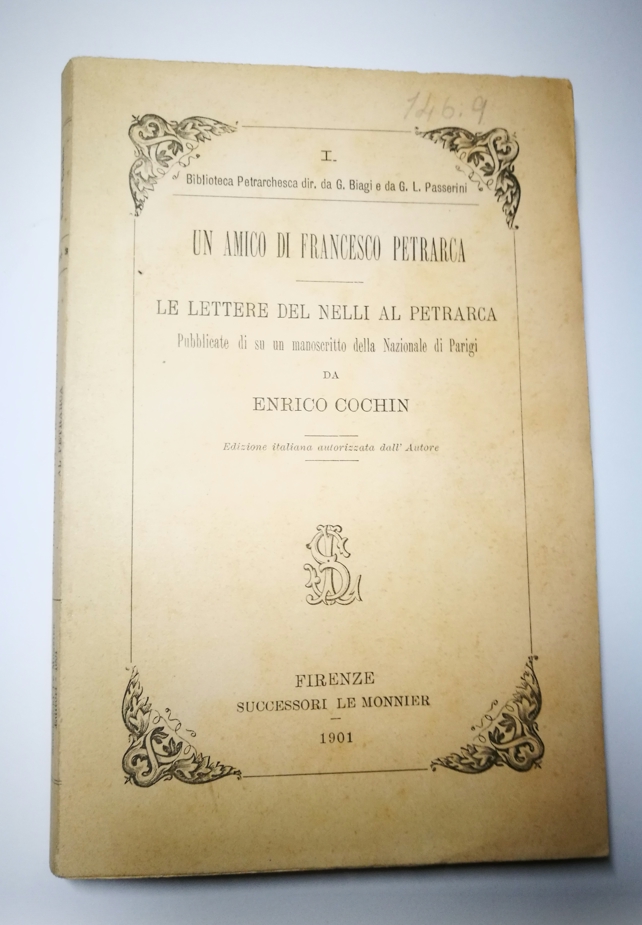 146.9
I.
Biblioteca Petrarchesca dir. da G. Biagi e da G. L. Passerini
UN AMICO DI FRANCESCO PETRARCA
LE LETTERE DEL NELLI AL PETRARCA
Pubblicate di su un manoscritto della Nazionale di Parigi
DA
ENRICO COCHIN
Edizione italiana autorizzata dall' Autore
FIRENZE
SUCCESSORI LE MONNIER
1901
AL PETRARCA